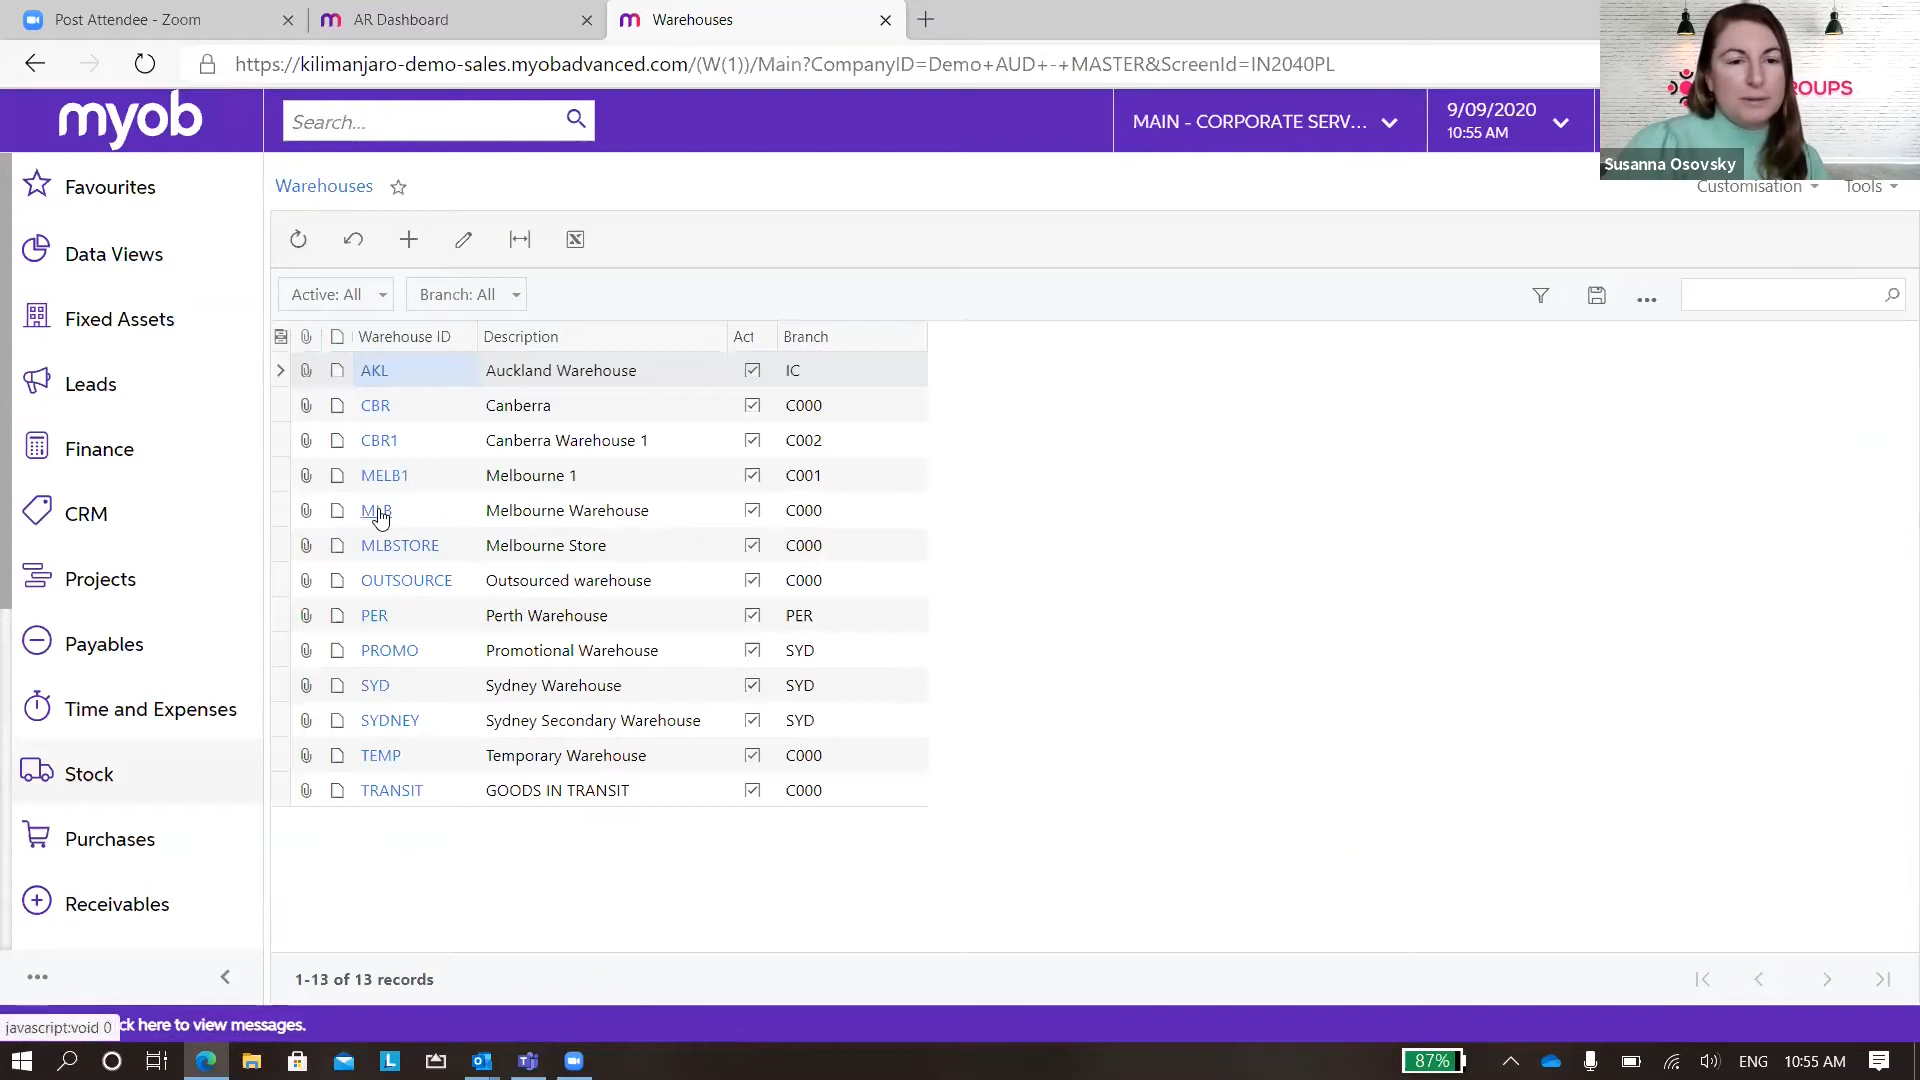 Post Attendee - Zoom
AR Dashboard
Warehouses
https://kilimanjaro-demo-sales.myobadvanced.com/(W(1))/Main?CompanyID=Demo+AUD+-+MASTER&ScreenId=IN2040PL
myob
Search...
MAIN - CORPORATE SERV...
9/09/2020
10:55 AM
ROUPS
Susanna Osovsky
Favourites
Data Views
Fixed Assets
Leads
Finance
CRM
Projects
Payables
Time and Expenses
Stock
Purchases
Receivables
Warehouses
Customisation
Tools
Active: All
Branch: All
Warehouse ID Description Act Branch
AKL Auckland Warehouse IC
CBR Canberra C000
CBR1 Canberra Warehouse 1 C002
MELB1 Melbourne 1 C001
MLB Melbourne Warehouse C000
MLBSTORE Melbourne Store C000
OUTSOURCE Outsourced warehouse C000
PER Perth Warehouse PER
PROMO Promotional Warehouse SYD
SYD Sydney Warehouse SYD
SYDNEY Sydney Secondary Warehouse SYD
TEMP Temporary Warehouse C000
TRANSIT GOODS IN TRANSIT C000
1-13 of 13 records
javascript:void 0
ck here to view messages.
L
87%
ENG
10:55 AM